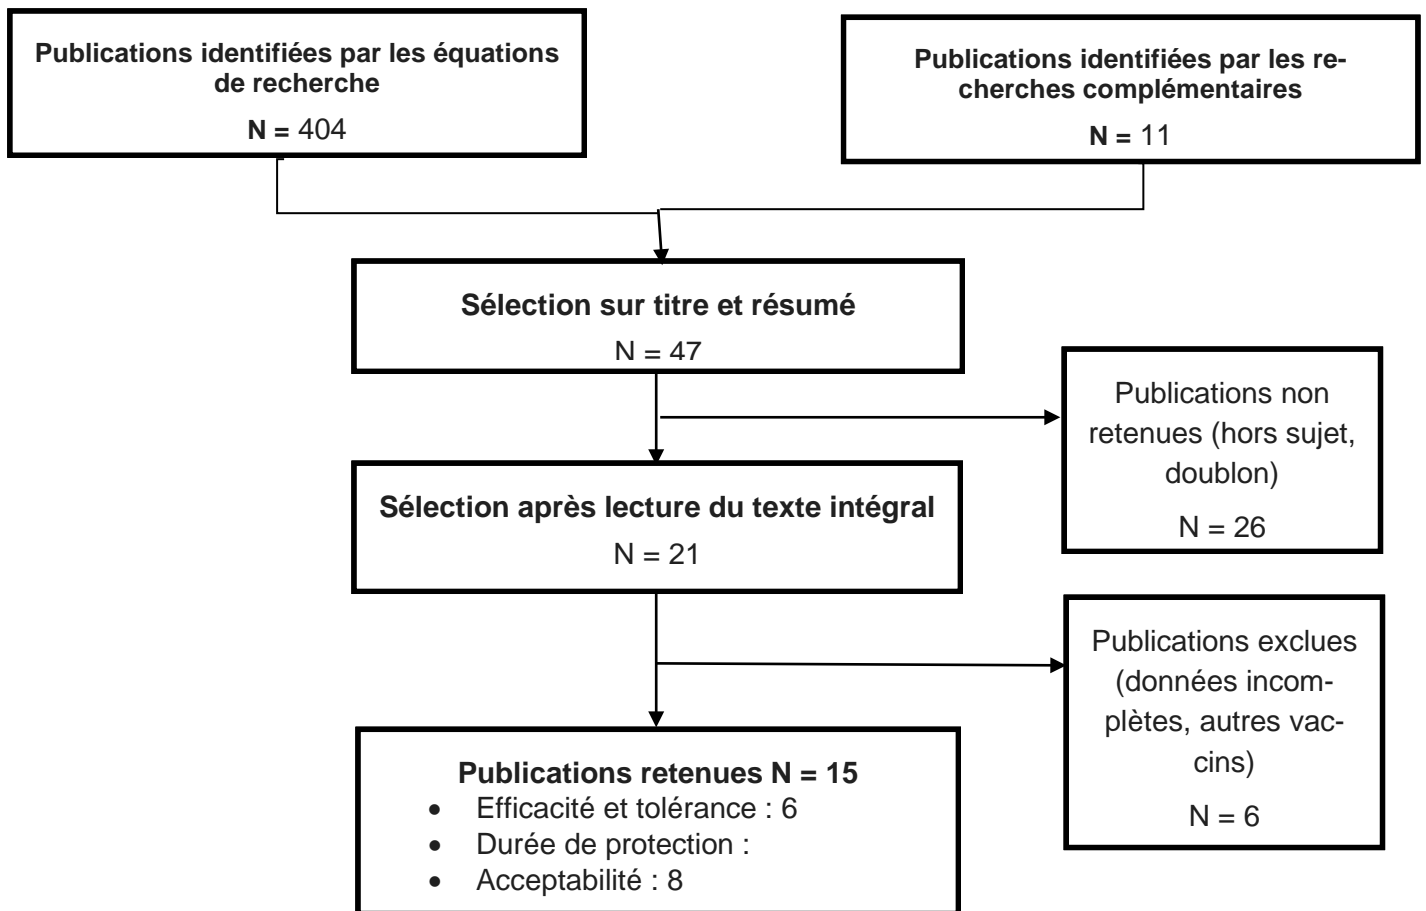 Publications identifiées par les équations
de recherche
N = 404
Publications identifiées par les re-
cherches complémentaires
N = 11
Sélection sur titre et résumé
N = 47
Publications non
retenues (hors sujet,
doublon)
N = 26
Sélection après lecture du texte intégral
N = 21
Publications exclues
(données incom-
plètes, autres vac-
cins)
N = 6
Publications retenues N = 15
• Efficacité et tolérance : 6
• Durée de protection :
• Acceptabilité : 8